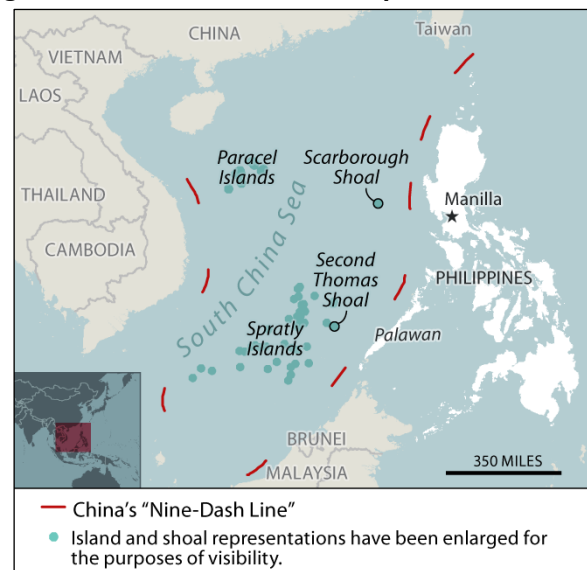 CHINA
Taiwan
VIETNAM
LAOS
Paracel
Islands
Scarborough
Shoal
THAILAND
Manilla
CAMBODIA
South China Sea
Second
Thomas
Shoal
PHILIPPINES
Spratly
Islands
Palawan
BRUNEI
MALAYSIA
350 MILES
China's "Nine-Dash Line"
Island and shoal representations have been enlarged for
the purposes of visibility.